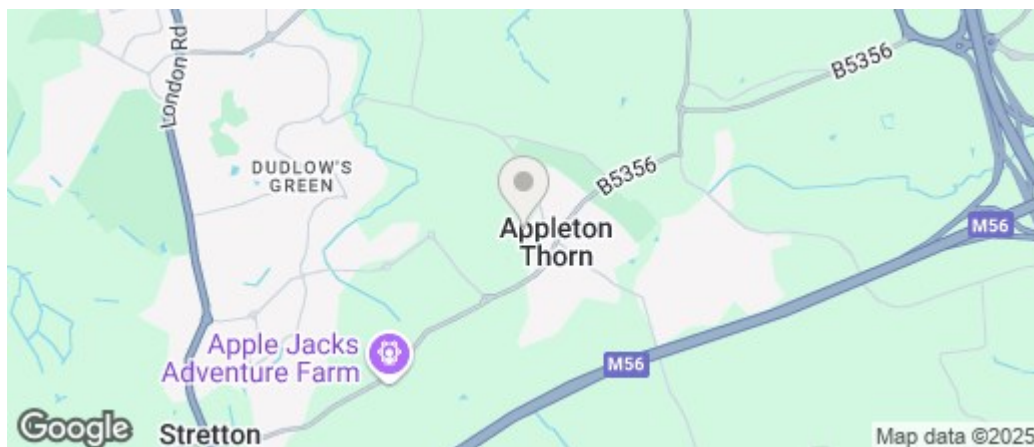 London Rd
B5356
DUDLOW'S
GREEN
B5356
Appleton
Thorn
M56
Apple Jacks
Adventure Farm
M56
Stretton
Google
Map data ©2025